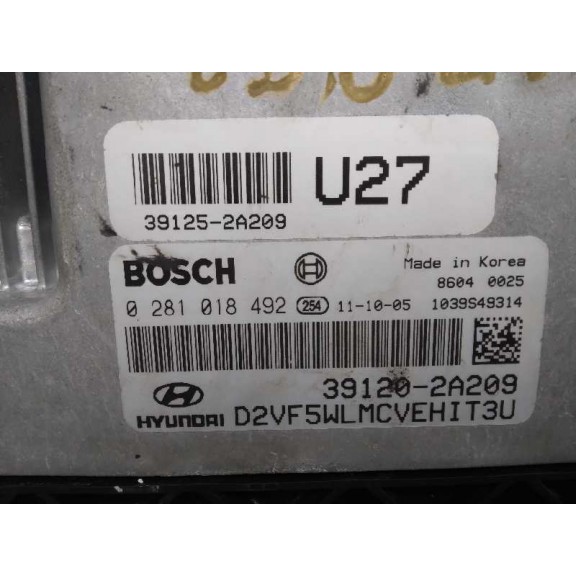 U27
39125-2A209
BOSCH
Made in Korea
8604 0025
0 281 018 492 254 11-10-05 1039S49314
39120-2A209
HYUNDAI D2VF5WLMCVEHIT3U